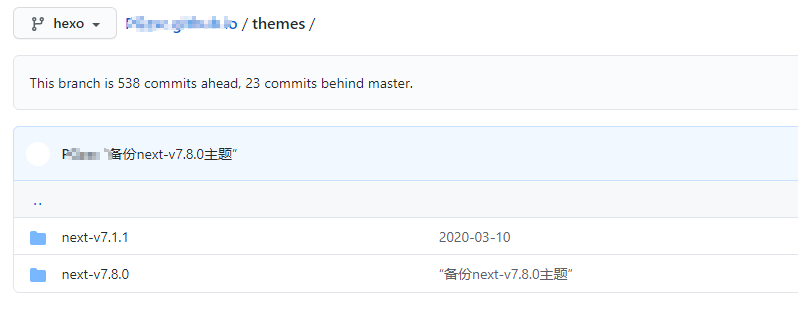 hexo / themes /
This branch is 538 commits ahead, 23 commits behind master.
“备份next-v7.8.0主题”
..
next-v7.1.1 2020-03-10
next-v7.8.0 “备份next-v7.8.0主题”